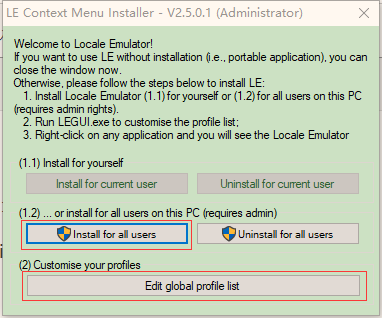 LE Context Menu Installer - V2.5.0.1 (Administrator)
Welcome to Locale Emulator!
If you want to use LE without installation (i.e., portable application), you can
close the window now.
Otherwise, please follow the steps below to install LE:
1. Install Locale Emulator (1.1) for yourself or (1.2) for all users on this PC
(requires admin rights).
2. Run LEGUI.exe to customise the profile list;
3. Right-click on any application and you will see the Locale Emulator
(1.1) Install for yourself
Install for current user
Uninstall for current user
(1.2) ... or install for all users on this PC (requires admin)
Install for all users
Uninstall for all users
(2) Customise your profiles
Edit global profile list